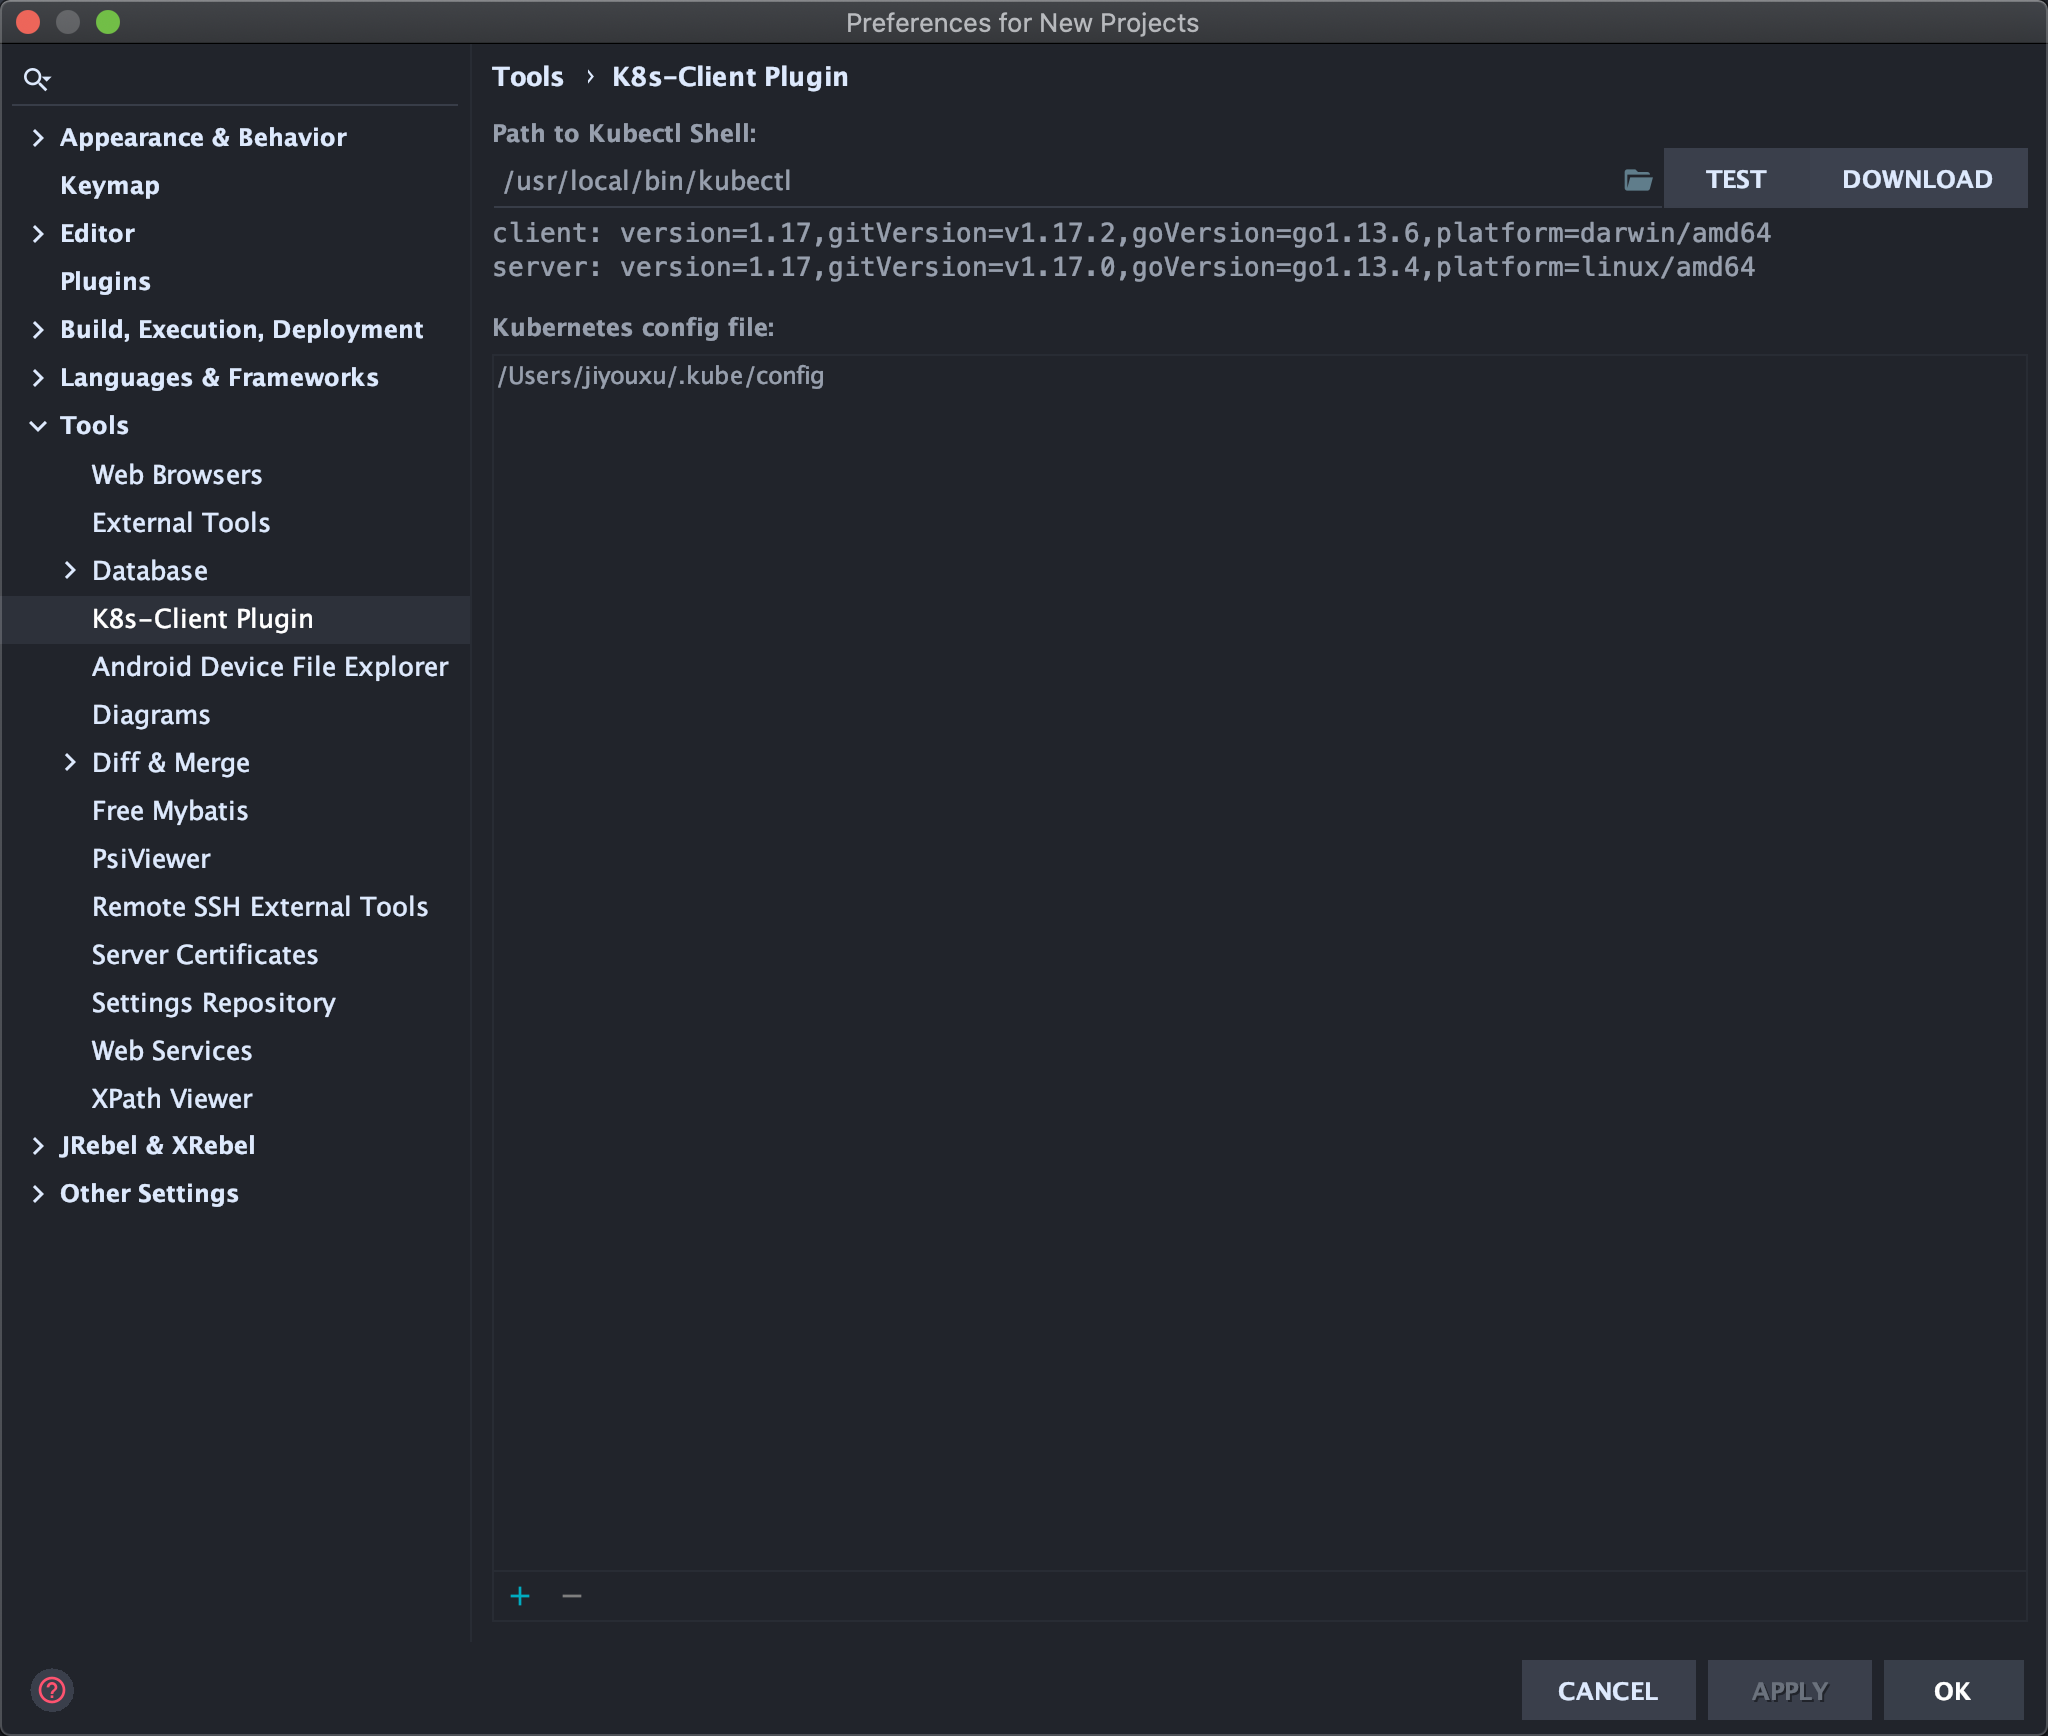 Preferences for New Projects
Appearance & Behavior
Keymap
Editor
Plugins
Build, Execution, Deployment
Languages & Frameworks
Tools
Web Browsers
External Tools
Database
K8s-Client Plugin
Android Device File Explorer
Diagrams
Diff & Merge
Free Mybatis
PsiViewer
Remote SSH External Tools
Server Certificates
Settings Repository
Web Services
XPath Viewer
JRebel & XRebel
Other Settings
Tools › K8s-Client Plugin
Path to Kubectl Shell:
/usr/local/bin/kubectl
TEST
DOWNLOAD
client: version=1.17,gitVersion=v1.17.2,goVersion=go1.13.6,platform=darwin/amd64
server: version=1.17,gitVersion=v1.17.0,goVersion=go1.13.4,platform=linux/amd64
Kubernetes config file:
/Users/jiyouxu/.kube/config
CANCEL
APPLY
OK